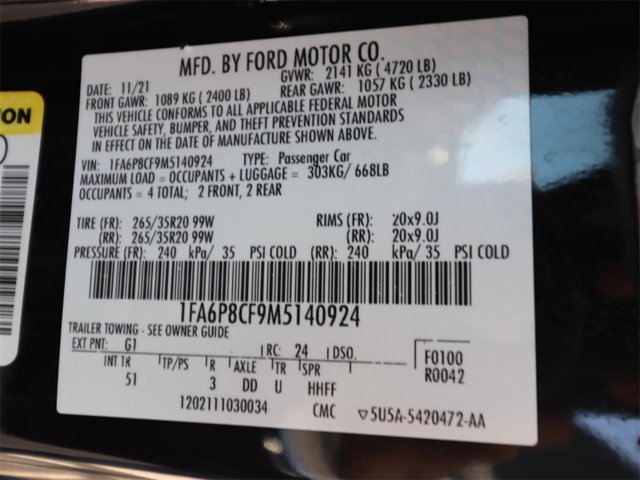 MFD. BY FORD MOTOR CO.
DATE: 11/21 GVWR: 2141 KG ( 4720 LB)
FRONT GAWR: 1089 KG ( 2400 LB) REAR GAWR: 1057 KG ( 2330 LB)
THIS VEHICLE CONFORMS TO ALL APPLICABLE FEDERAL MOTOR
VEHICLE SAFETY, BUMPER, AND THEFT PREVENTION STANDARDS
IN EFFECT ON THE DATE OF MANUFACTURE SHOWN ABOVE.
VIN: 1FA6P8CF9M5140924 TYPE: Passenger Car
MAXIMUM LOAD = OCCUPANTS + LUGGAGE = 303KG/ 668LB
OCCUPANTS = 4 TOTAL; 2 FRONT, 2 REAR
TIRE (FR): 265/35R20 99W RIMS (FR): 20x9.0J
(RR): 265/35R20 99W (RR): 20x9.0J
PRESSURE (FR): 240 kPa/ 35 PSI COLD (RR): 240 kPa/ 35 PSI COLD
1FA6P8CF9M5140924
TRAILER TOWING - SEE OWNER GUIDE
EXT PNT: G1 RC: 24 DSO: F0100
INT TR TP/PS R AXLE TR SPR R0042
51 3 DD U HHFF
1202111030034 CMC ▽5U5A-5420472-AA